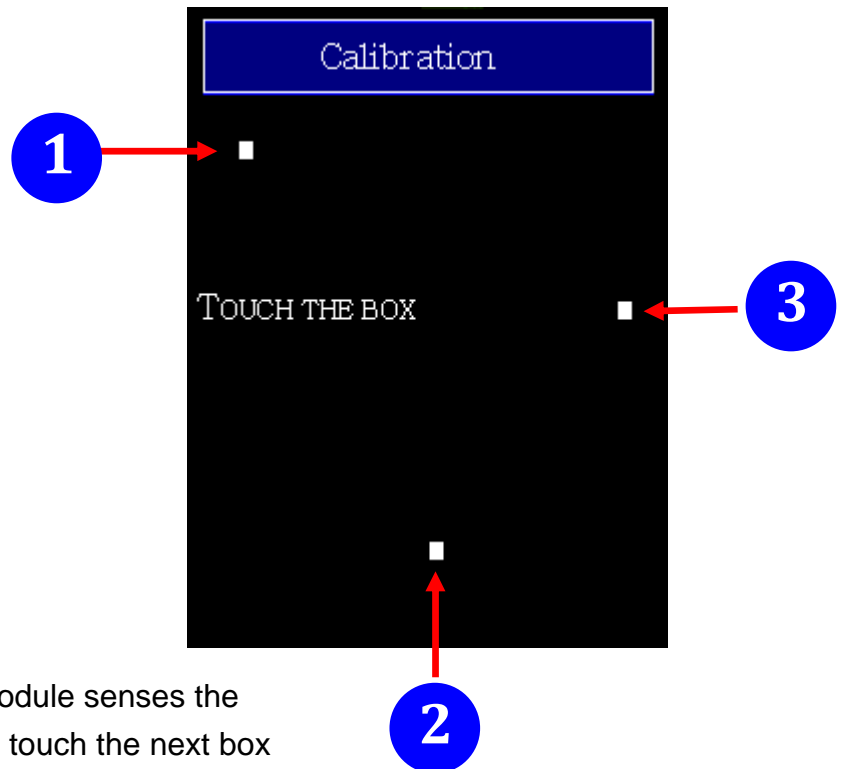 Calibration
1
TOUCH THE BOX
3
2
odule senses the
touch the next box